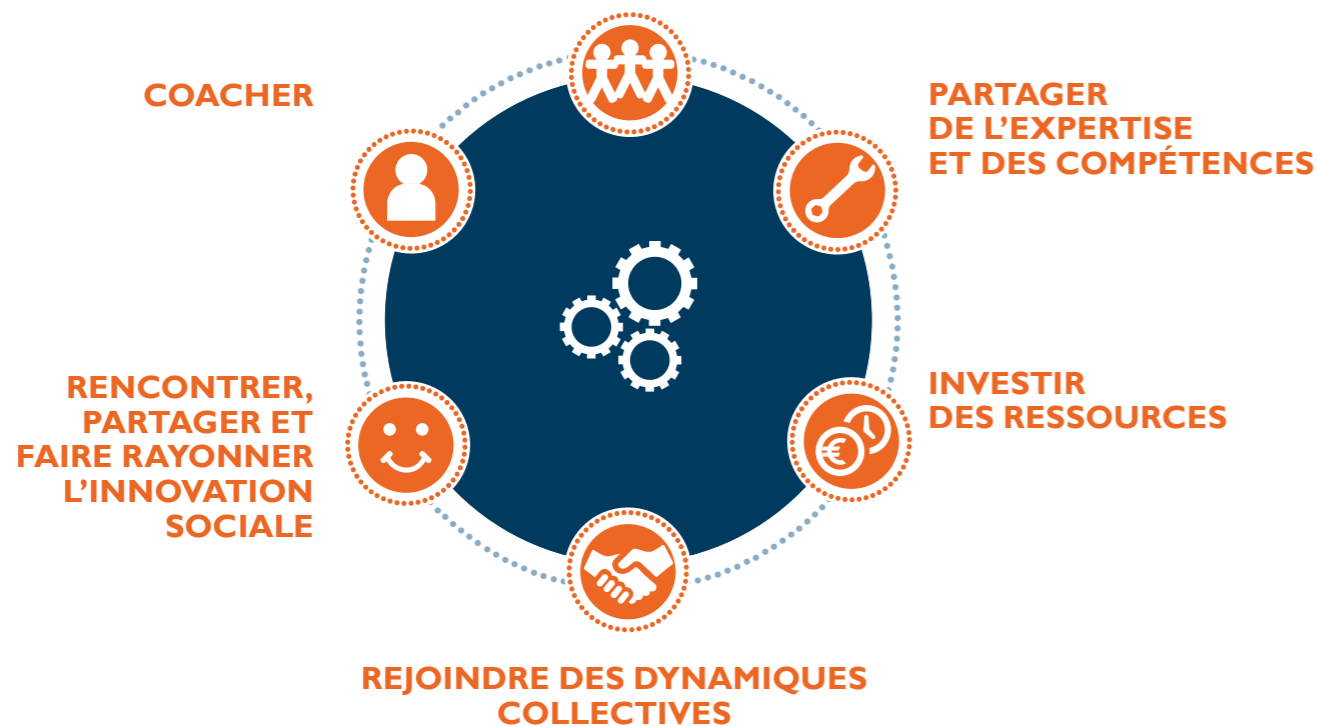 COACHER
PARTAGER
DE L’EXPERTISE
ET DES COMPÉTENCES
RENCONTRER,
PARTAGER ET
FAIRE RAYONNER
L’INNOVATION
SOCIALE
INVESTIR
DES RESSOURCES
€
REJOINDRE DES DYNAMIQUES
COLLECTIVES